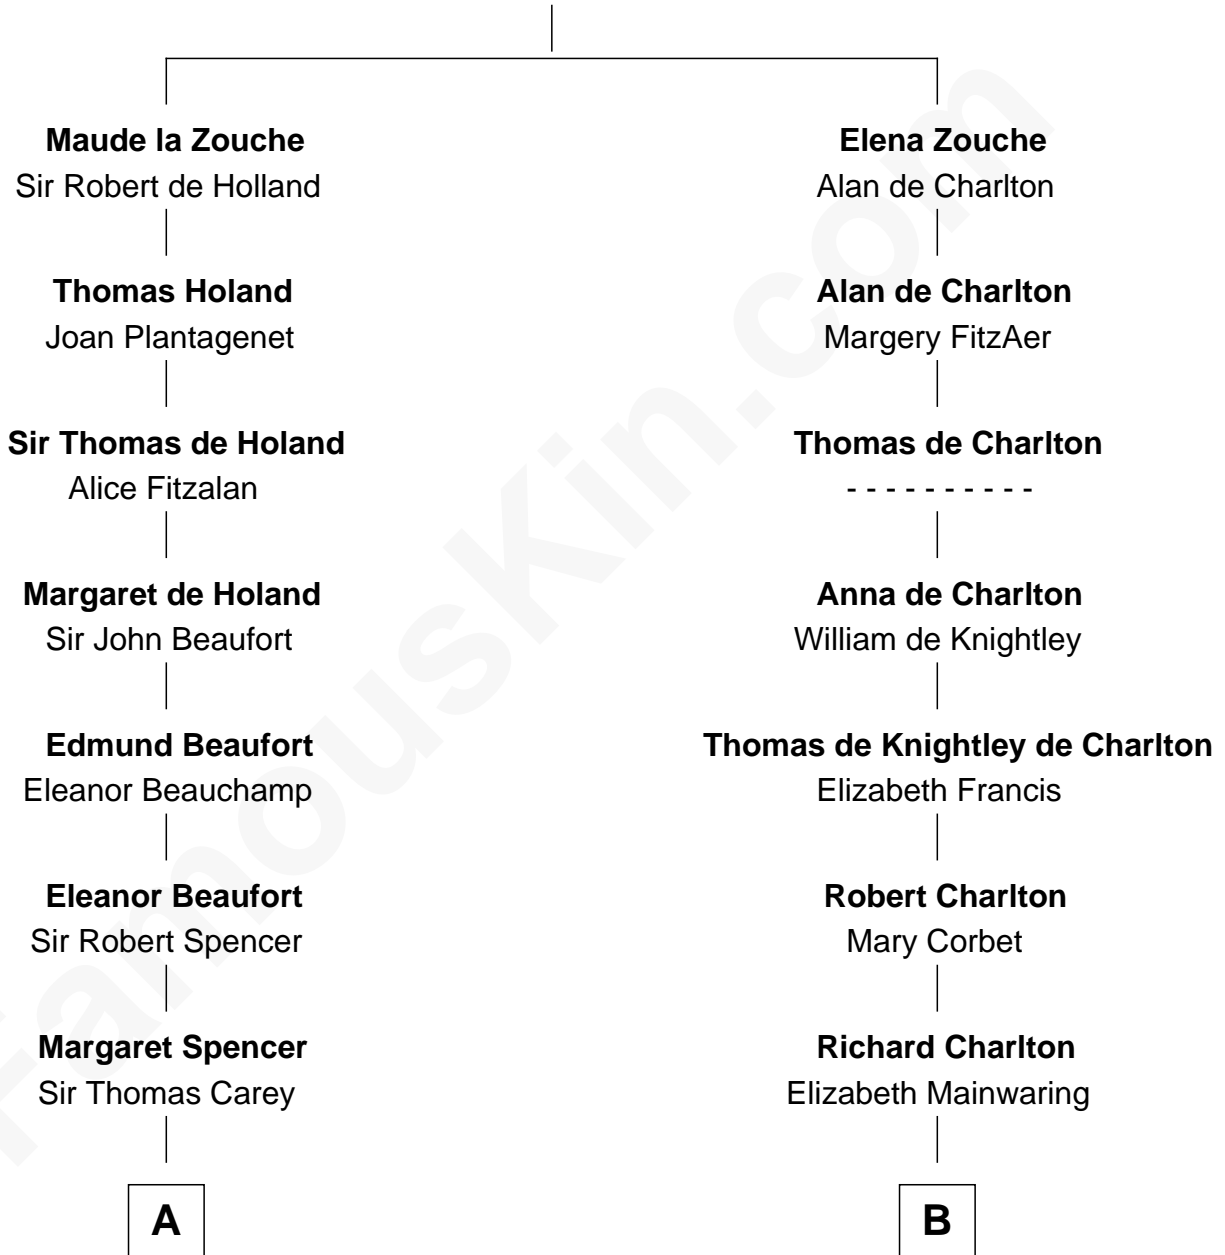 Maude la Zouche
Sir Robert de Holland
Elena Zouche
Alan de Charlton
Thomas Holand
Joan Plantagenet
Alan de Charlton
Margery FitzAer
Sir Thomas de Holand
Alice Fitzalan
Thomas de Charlton
- - - - - - - - - -
Margaret de Holand
Sir John Beaufort
Anna de Charlton
William de Knightley
Edmund Beaufort
Eleanor Beauchamp
Thomas de Knightley de Charlton
Elizabeth Francis
Eleanor Beaufort
Sir Robert Spencer
Robert Charlton
Mary Corbet
Margaret Spencer
Sir Thomas Carey
Richard Charlton
Elizabeth Mainwaring
A
B
FamousKin.com